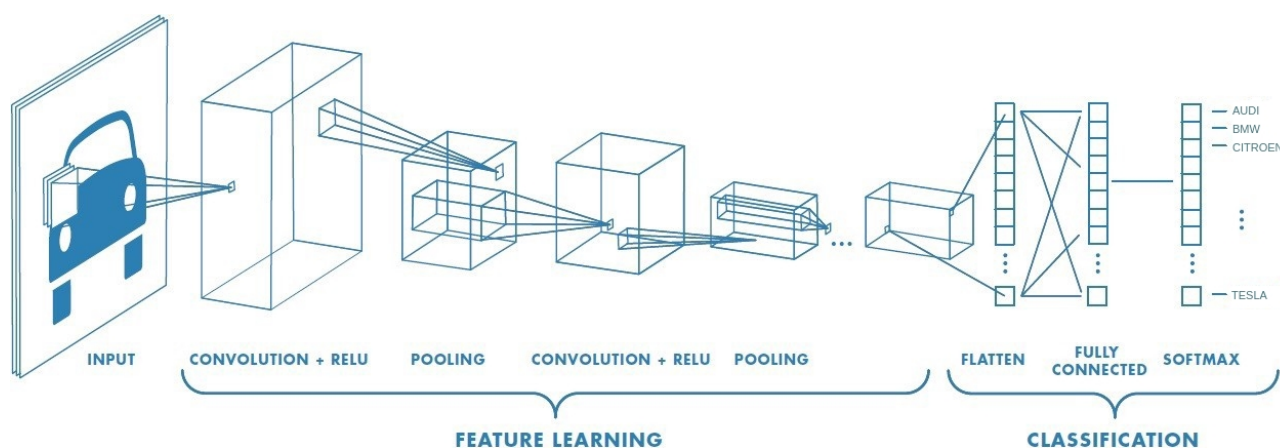 AUDI
BMW
CITROEN
TESLA
INPUT
CONVOLUTION + RELU
POOLING
CONVOLUTION + RELU
POOLING
FLATTEN
FULLY
CONNECTED
SOFTMAX
FEATURE LEARNING
CLASSIFICATION